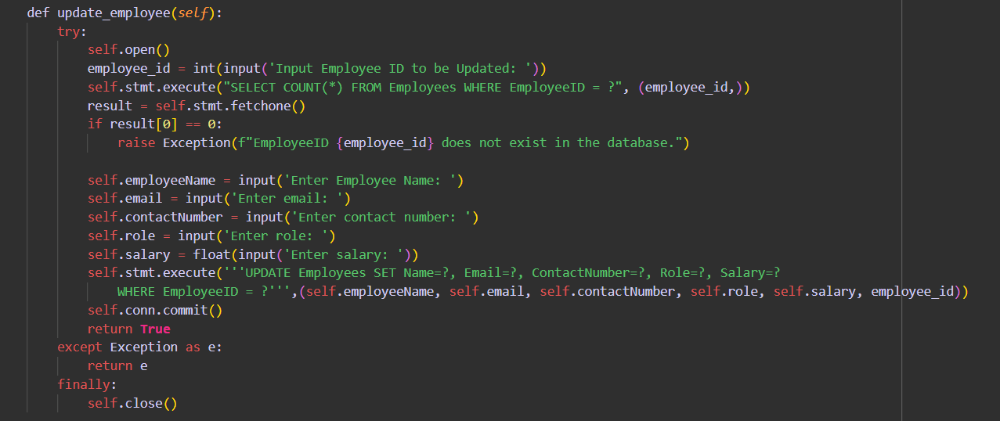 def update_employee(self):
    try:
        self.open()
        employee_id = int(input('Input Employee ID to be Updated: '))
        self.stmt.execute("SELECT COUNT(*) FROM Employees WHERE EmployeeID = ?", (employee_id,))
        result = self.stmt.fetchone()
        if result[0] == 0:
            raise Exception(f"EmployeeID {employee_id} does not exist in the database.")

        self.employeeName = input('Enter Employee Name: ')
        self.email = input('Enter email: ')
        self.contactNumber = input('Enter contact number: ')
        self.role = input('Enter role: ')
        self.salary = float(input('Enter salary: '))
        self.stmt.execute('''UPDATE Employees SET Name=?, Email=?, ContactNumber=?, Role=?, Salary=?
            WHERE EmployeeID = ?''',(self.employeeName, self.email, self.contactNumber, self.role, self.salary, employee_id))
        self.conn.commit()
        return True
    except Exception as e:
        return e
    finally:
        self.close()